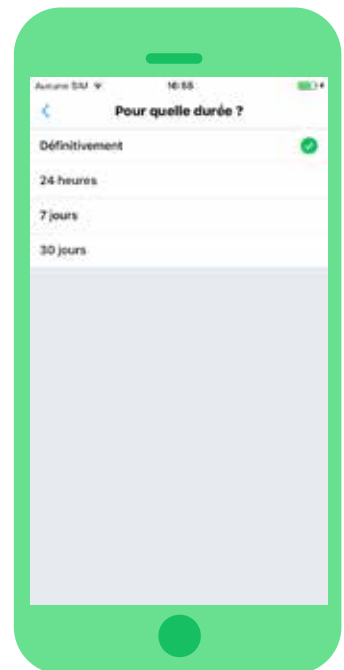 Aucune SIM 16:55
Pour quelle durée ?
Définitivement
24 heures
7 jours
30 jours